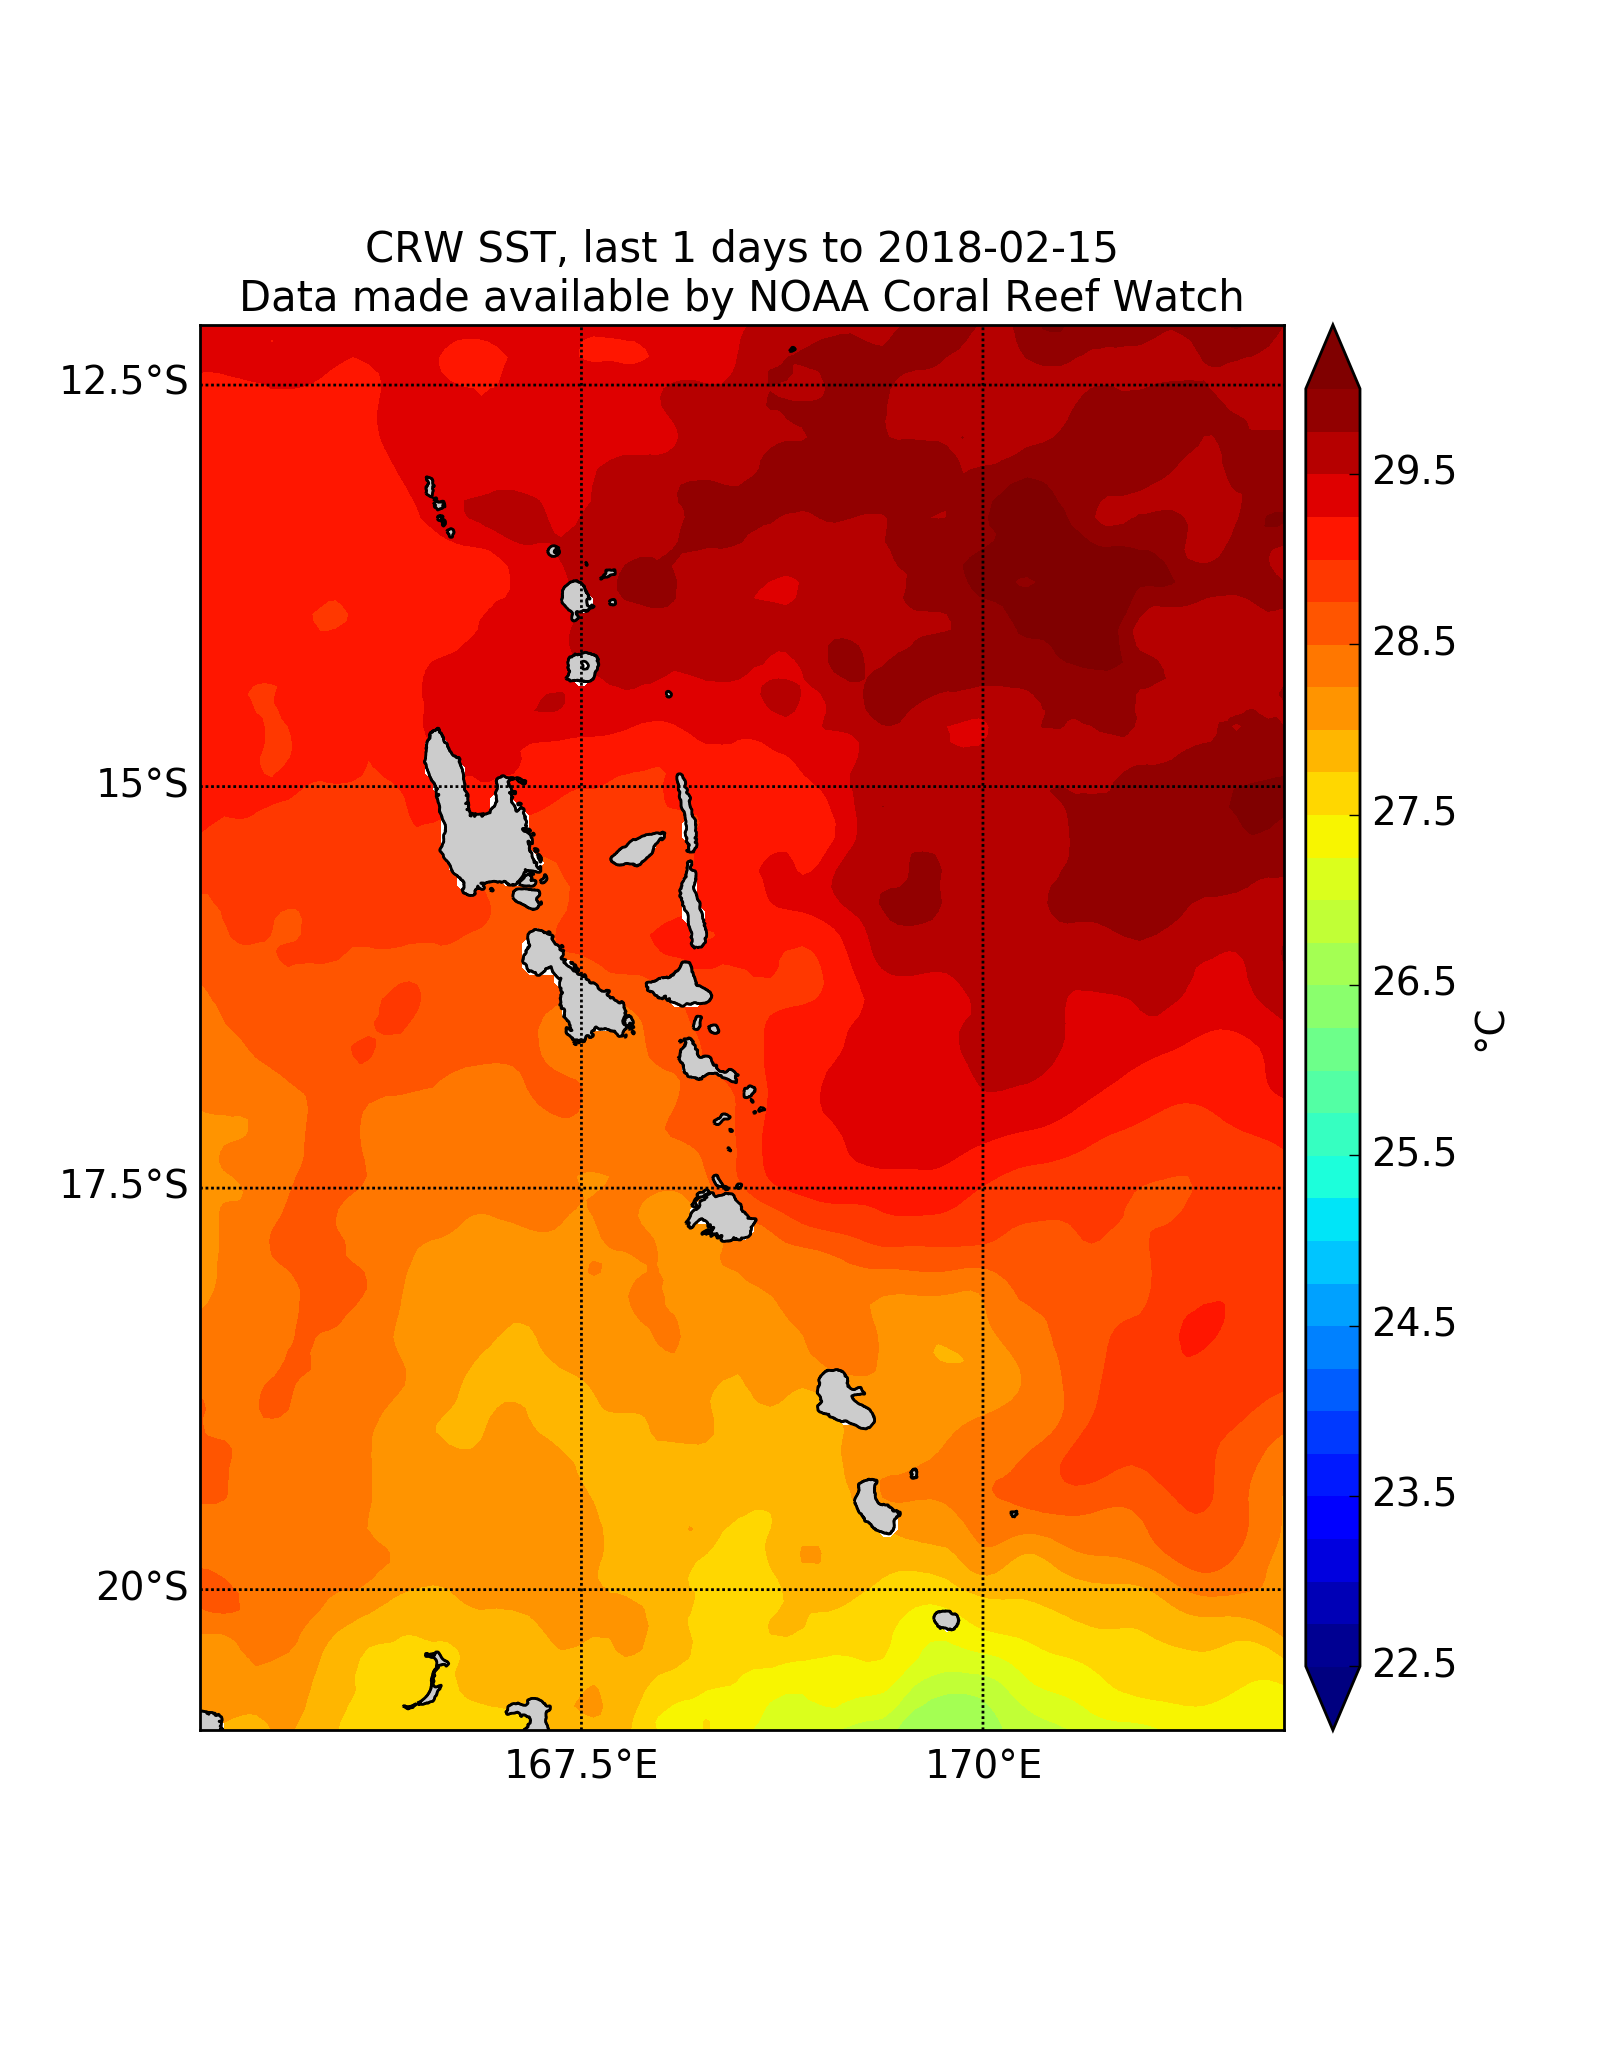 CRW SST, last 1 days to 2018-02-15
Data made available by NOAA Coral Reef Watch
12.5°S
15°S
17.5°S
20°S
167.5°E
170°E
29.5
28.5
27.5
26.5
25.5
24.5
23.5
22.5
°C